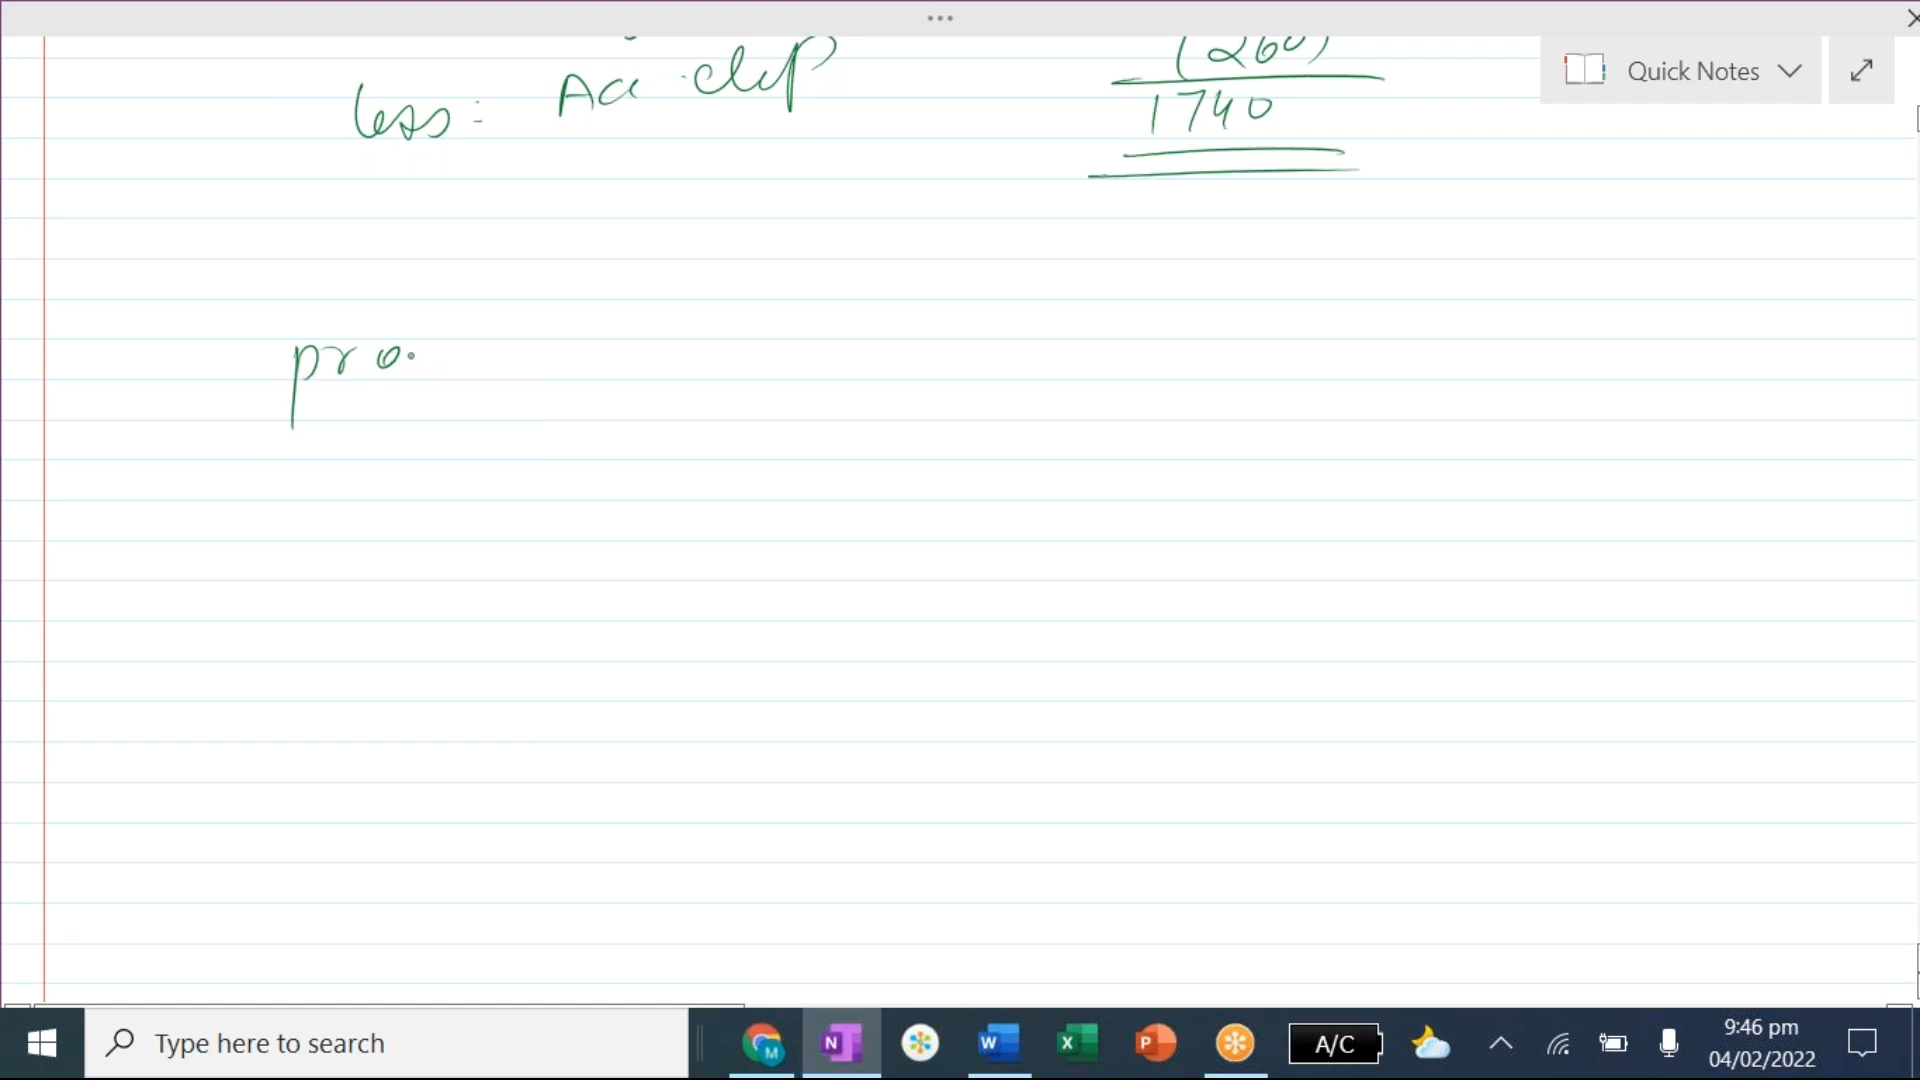 (260)
Less: Acc dep
1740
pro
Quick Notes
Type here to search
A/C
9:46 pm
04/02/2022